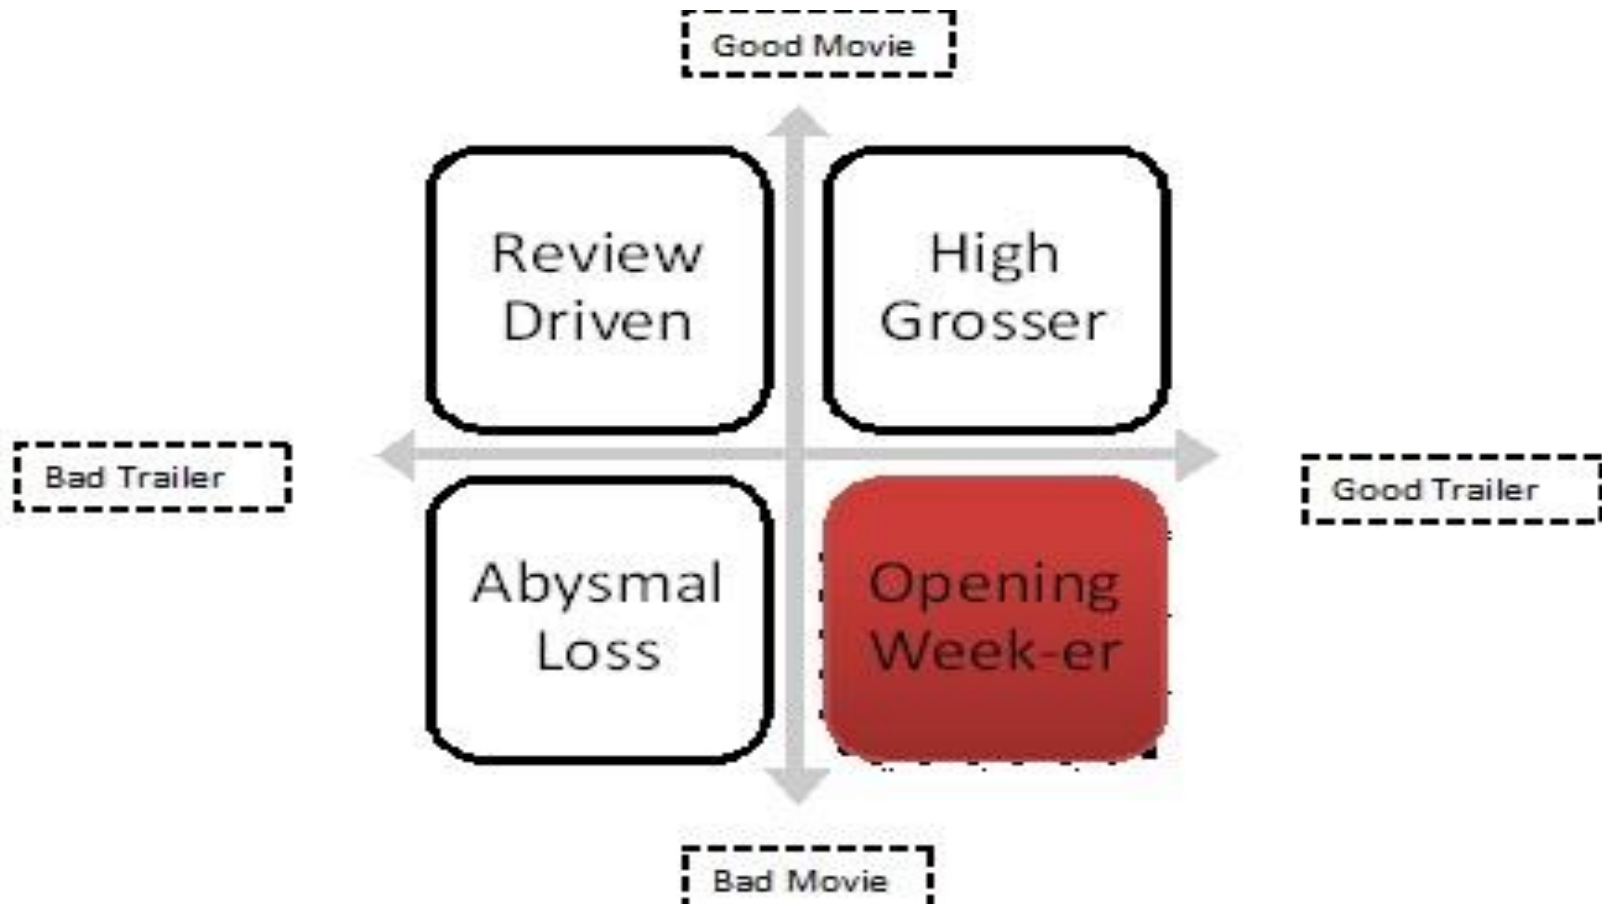 Good Movie
Review
Driven
High
Grosser
Bad Trailer
Good Trailer
Abysmal
Loss
Opening
Week-er
Bad Movie